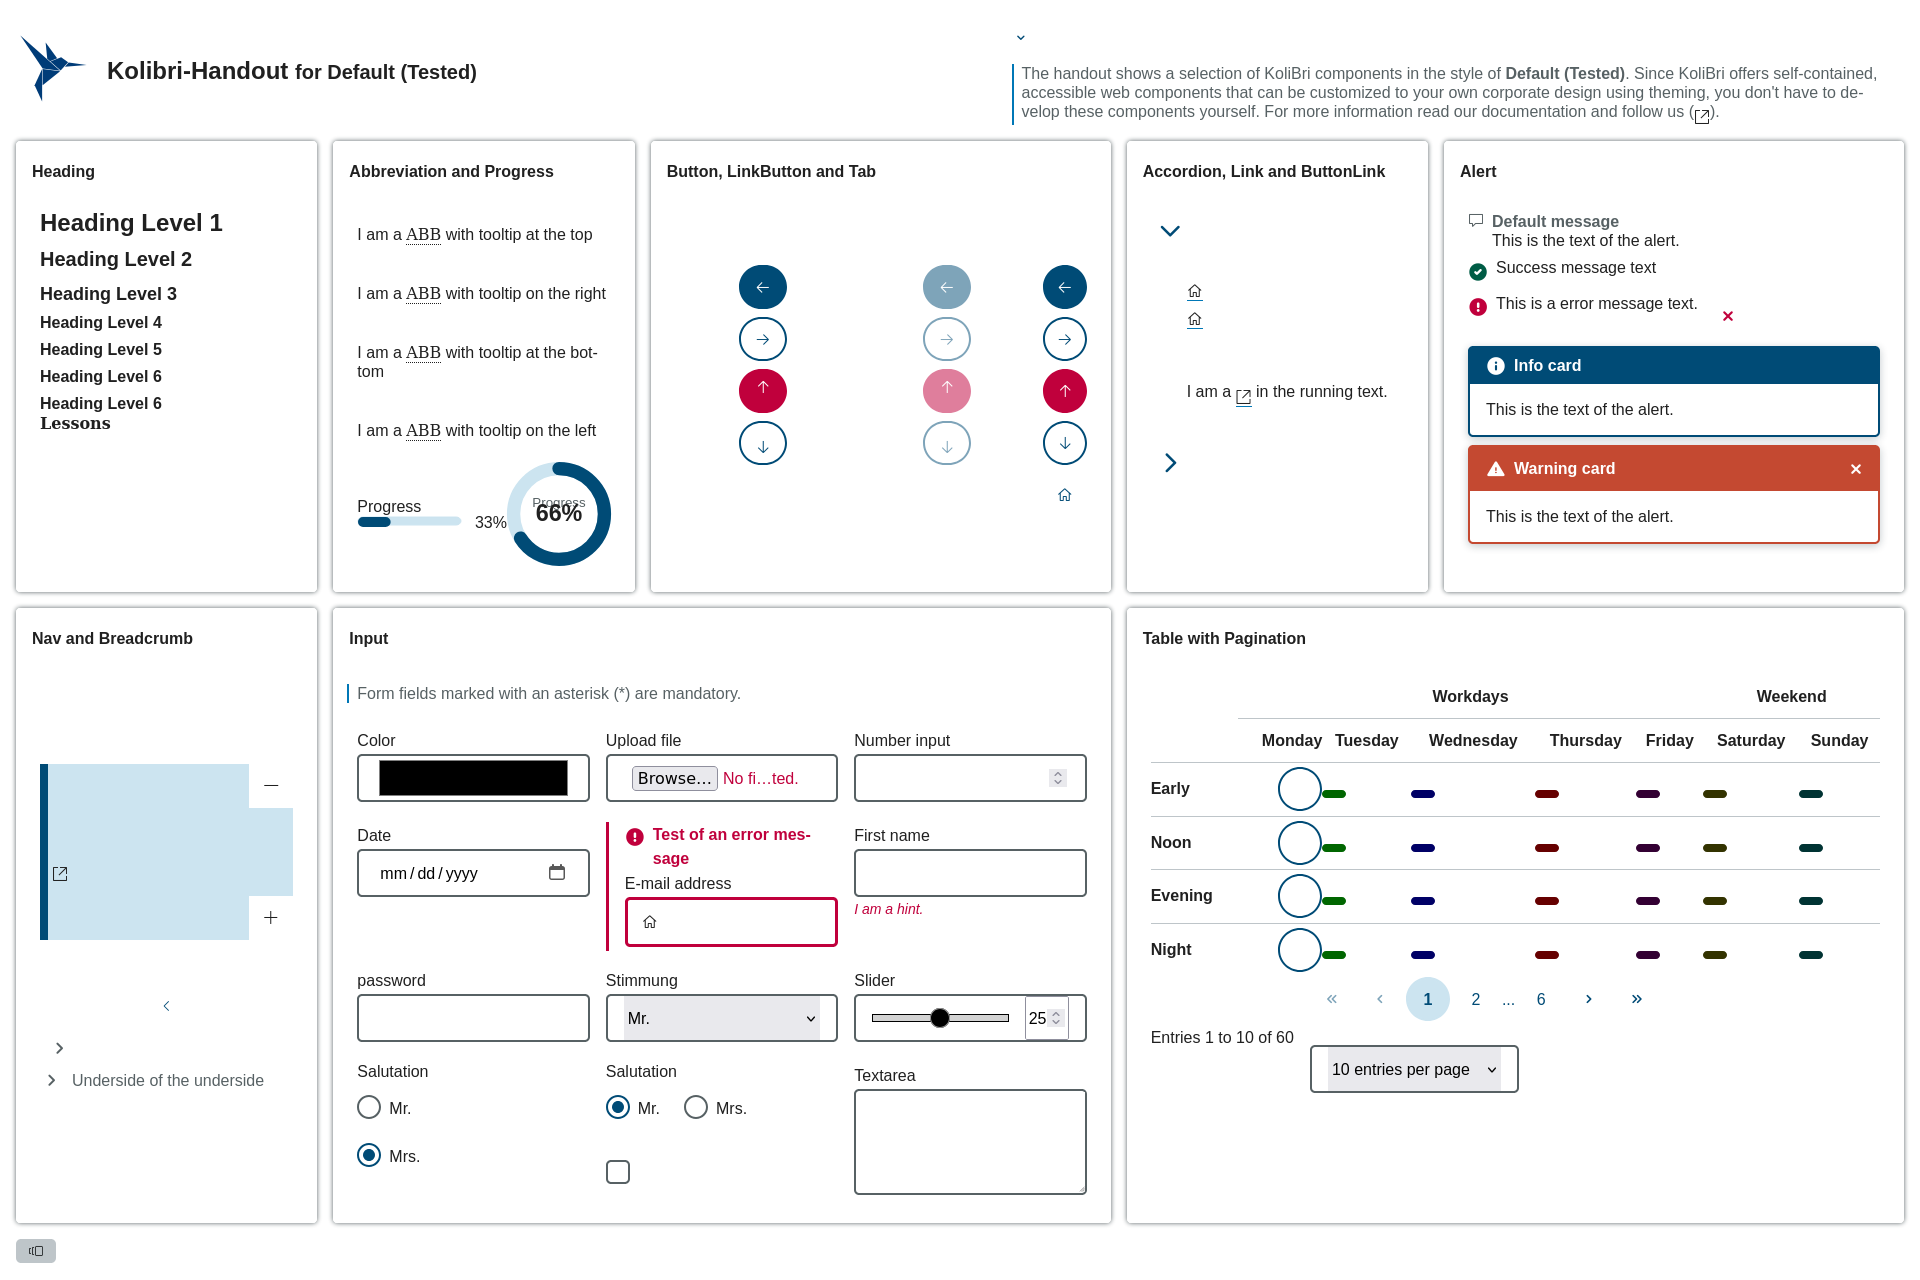 Kolibri-Handout for Default (Tested)
The handout shows a selection of KoliBri components in the style of Default (Tested). Since KoliBri offers self-contained,
accessible web components that can be customized to your own corporate design using theming, you don't have to de-
velop these components yourself. For more information read our documentation and follow us ( ).
Heading
Heading Level 1
Heading Level 2
Heading Level 3
Heading Level 4
Heading Level 5
Heading Level 6
Heading Level 6
Lessons
Abbreviation and Progress
I am a ABB with tooltip at the top
I am a ABB with tooltip on the right
I am a ABB with tooltip at the bot-
tom
I am a ABB with tooltip on the left
Progress
33%
Progress
66%
Button, LinkButton and Tab
Accordion, Link and ButtonLink
I am a in the running text.
Alert
Default message
This is the text of the alert.
Success message text
This is a error message text.
Info card
This is the text of the alert.
Warning card
This is the text of the alert.
Nav and Breadcrumb
Underside of the underside
Input
Form fields marked with an asterisk (*) are mandatory.
Color
Upload file
Browse... No fi...ted.
Number input
Date
mm/dd/yyyy
Test of an error mes-
sage
E-mail address
First name
I am a hint.
password
Stimmung
Mr.
Slider
25
Salutation
Mr.
Mrs.
Salutation
Mr. Mrs.
Textarea
Table with Pagination
Workdays Weekend
Monday Tuesday Wednesday Thursday Friday Saturday Sunday
Early
Noon
Evening
Night
« ‹ 1 2 ... 6 › »
Entries 1 to 10 of 60
10 entries per page